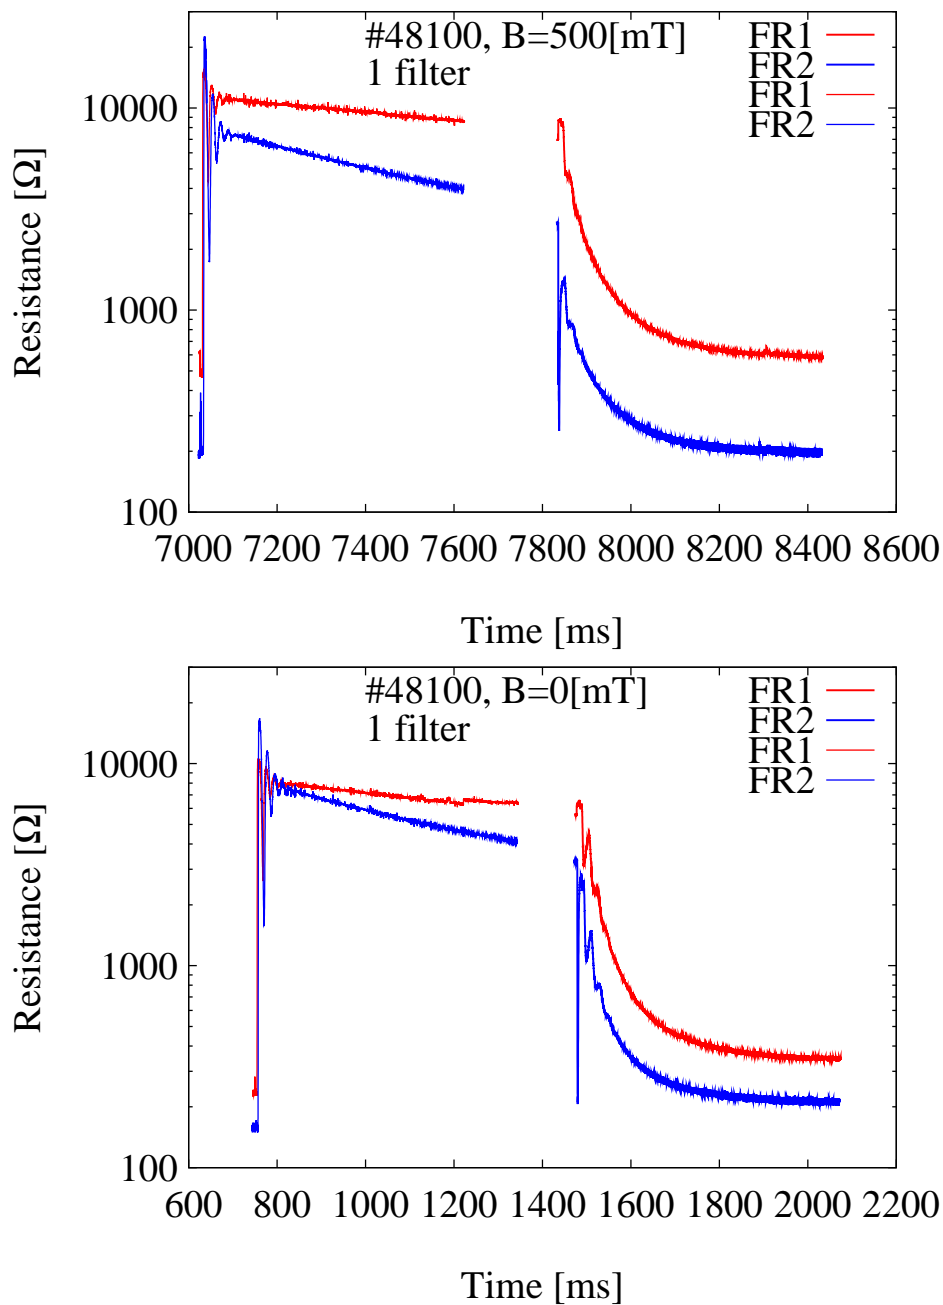 #48100, B=500[mT]
1 filter
FR1
FR2
FR1
FR2
10000
1000
100
Resistance [Ω]
7000 7200 7400 7600 7800 8000 8200 8400 8600
Time [ms]
#48100, B=0[mT]
1 filter
FR1
FR2
FR1
FR2
10000
1000
100
Resistance [Ω]
600 800 1000 1200 1400 1600 1800 2000 2200
Time [ms]